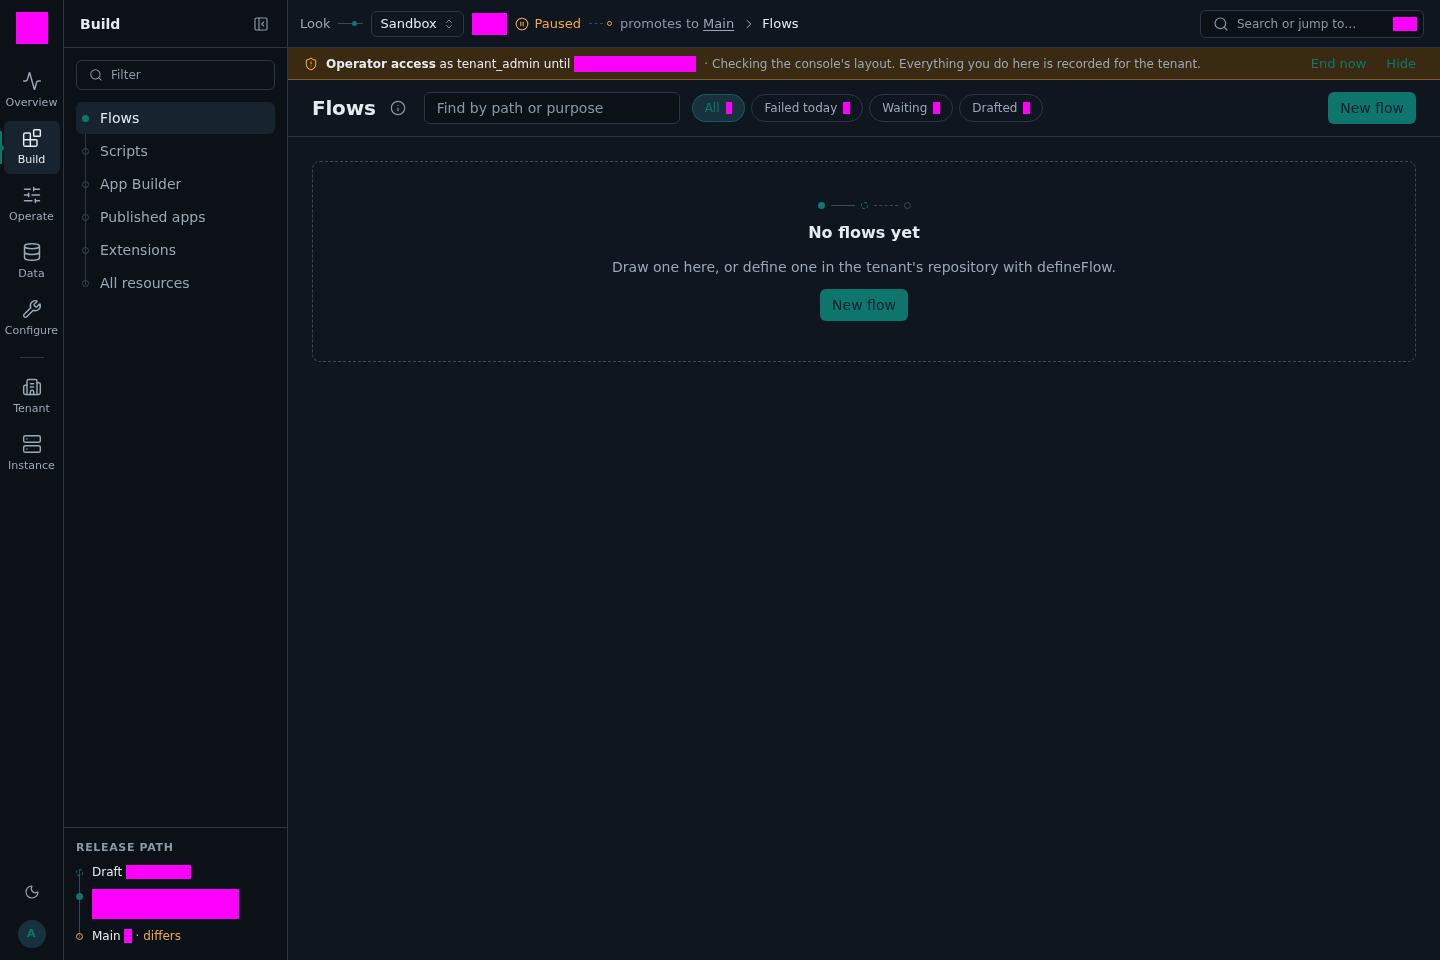 Build
Look
Sandbox
Paused
promotes to Main
Flows
Search or jump to...
Operator access as tenant_admin until
· Checking the console's layout. Everything you do here is recorded for the tenant.
End now
Hide
Overview
Build
Operate
Data
Configure
Tenant
Instance
A
Filter
Flows
Scripts
App Builder
Published apps
Extensions
All resources
RELEASE PATH
Draft
Main · differs
Flows
Find by path or purpose
All
Failed today
Waiting
Drafted
New flow
No flows yet
Draw one here, or define one in the tenant's repository with defineFlow.
New flow